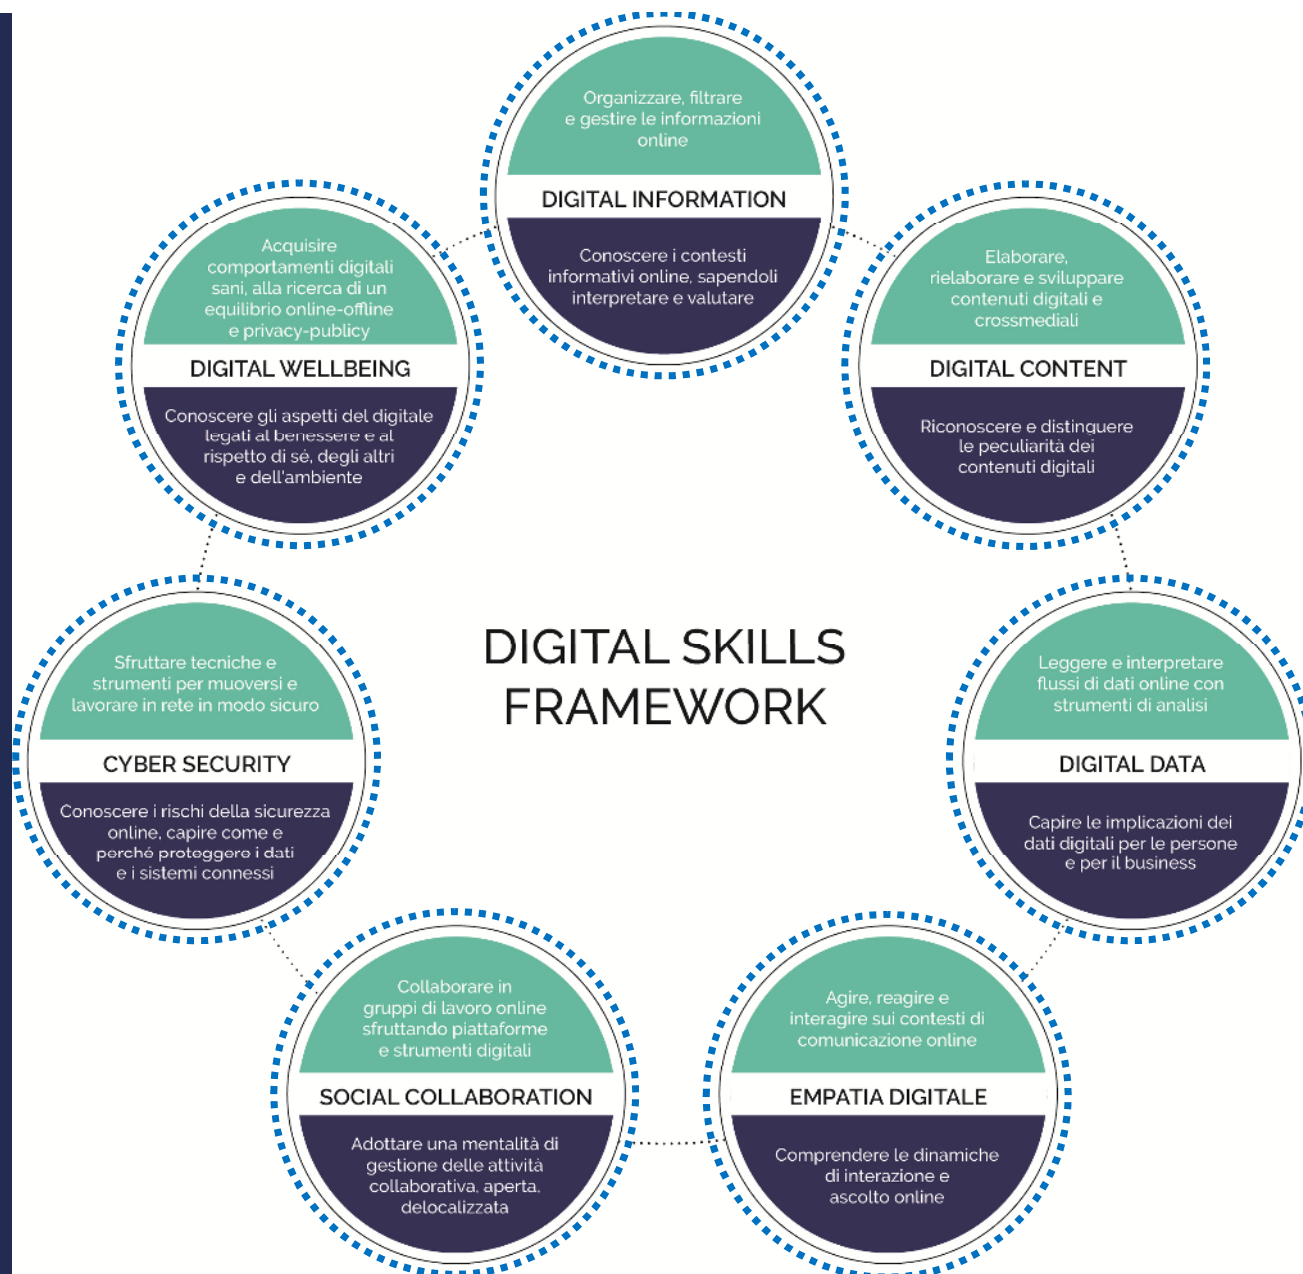 Organizzare, filtrare
e gestire le informazioni
online
DIGITAL INFORMATION
Conoscere i contesti
informativi online, sapendoli
interpretare e valutare
Elaborare,
rielaborare e sviluppare
contenuti digitali e
crossmediali
DIGITAL CONTENT
Riconoscere e distinguere
le peculiarità dei
contenuti digitali
Leggere e interpretare
flussi di dati online con
strumenti di analisi
DIGITAL DATA
Capire le implicazioni dei
dati digitali per le persone
e per il business
Agire, reagire e
interagire sui contesti di
comunicazione online
EMPATIA DIGITALE
Comprendere le dinamiche
di interazione e
ascolto online
Collaborare in
gruppi di lavoro online
sfruttando piattaforme
e strumenti digitali
SOCIAL COLLABORATION
Adottare una mentalità di
gestione delle attività
collaborativa, aperta,
delocalizzata
Sfruttare tecniche e
strumenti per muoversi e
lavorare in rete in modo sicuro
CYBER SECURITY
Conoscere i rischi della sicurezza
online, capire come e
perché proteggere i dati
e i sistemi connessi
Acquisire
comportamenti digitali
sani, alla ricerca di un
equilibrio online-offline
e privacy-publicy
DIGITAL WELLBEING
Conoscere gli aspetti del digitale
legati al benessere e al
rispetto di sé, degli altri
e dell'ambiente
DIGITAL SKILLS
FRAMEWORK